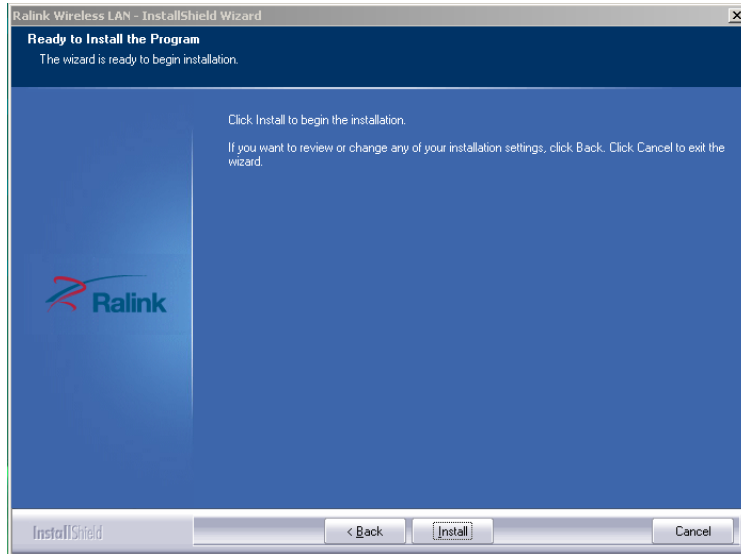 Ralink Wireless LAN - InstallShield Wizard
Ready to Install the Program
The wizard is ready to begin installation.
Click Install to begin the installation.
If you want to review or change any of your installation settings, click Back. Click Cancel to exit the
wizard.
Ralink
InstallShield
< Back
Install
Cancel